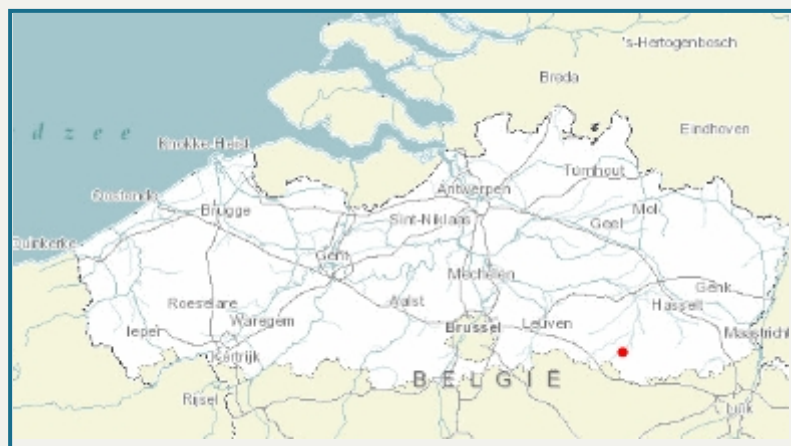 's-Hertogenbosch
Breda
dzee
Eindhoven
Knokke-Heist
Turnhout
Antwerpen
Oostende
Mol
Brugge
Sint-Niklaas
Geel
Duinkerke
Gent
Mechelen
Genk
Roeselare
Aalst
Hasselt
Waregem
Brussel
Leuven
Ieper
Maastricht
Kortrijk
BELGIË
Rijsel
Luik